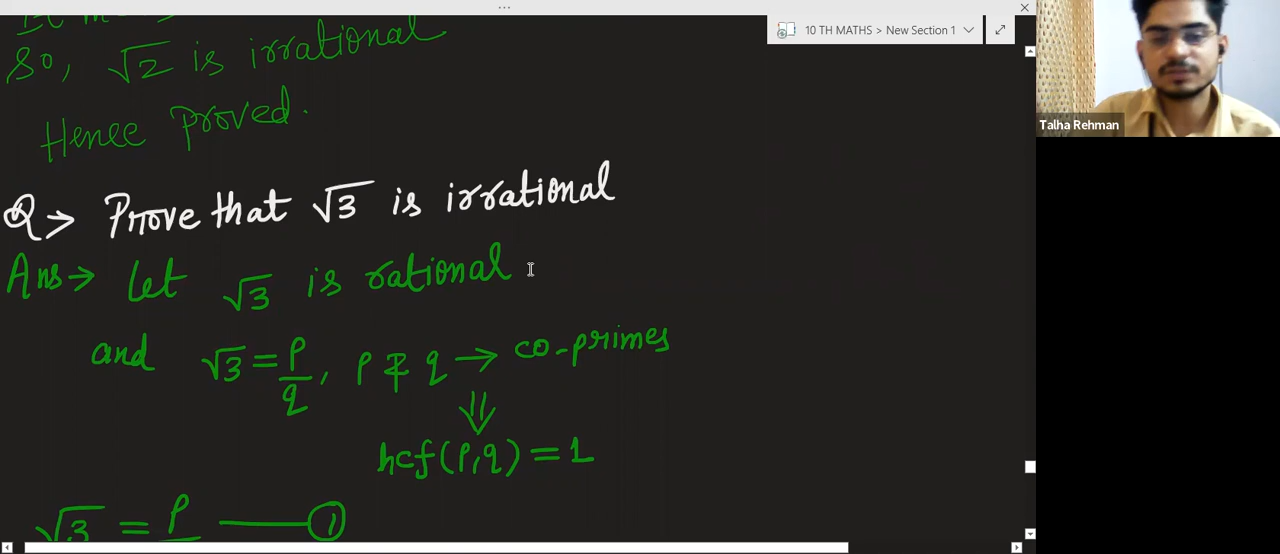 10 TH MATHS > New Section 1
Talha Rehman
So, √2 is irrational
Hence proved.
Q> Prove that √3 is irrational
Ans→ Let √3 is rational
and √3 = p/q, p & q → co-primes
⇓
hcf(p,q) = 1
√3 = p ——— ①